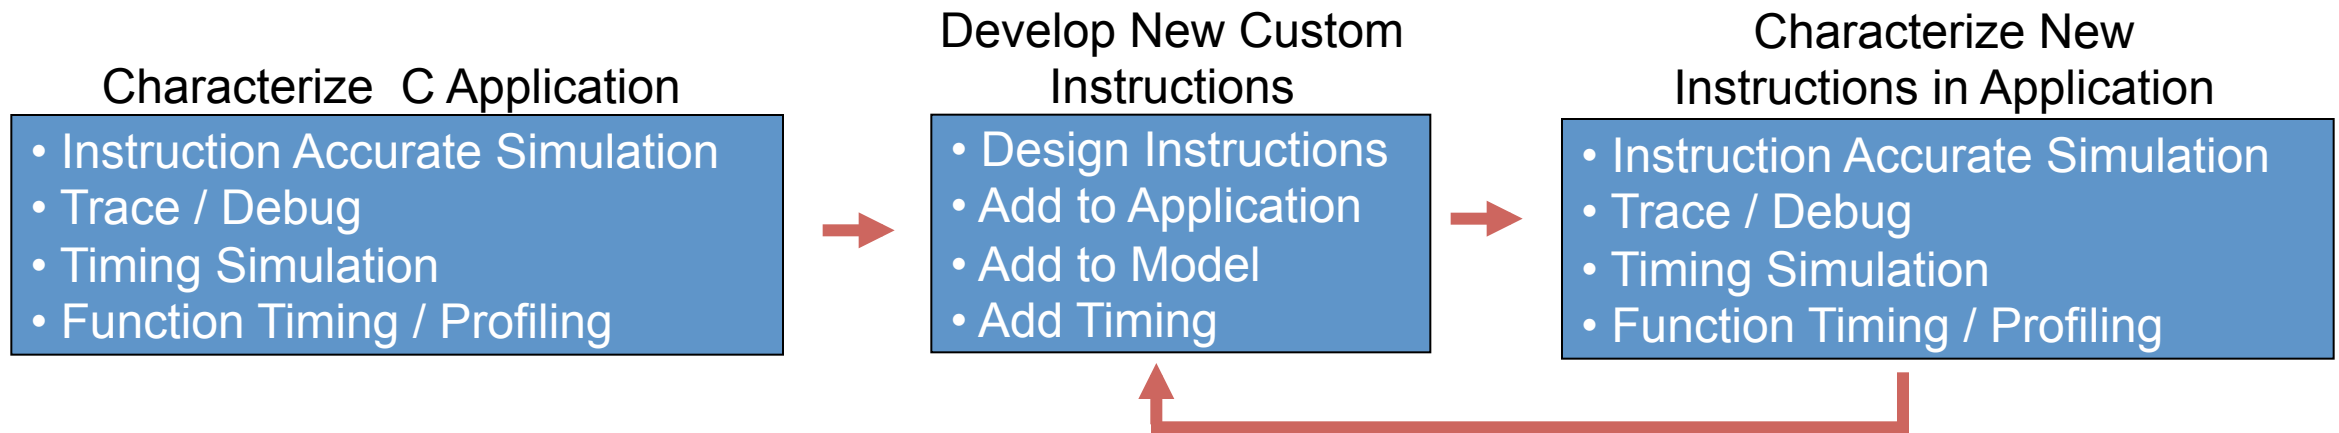 Characterize C Application
• Instruction Accurate Simulation
• Trace / Debug
• Timing Simulation
• Function Timing / Profiling
Develop New Custom
Instructions
• Design Instructions
• Add to Application
• Add to Model
• Add Timing
Characterize New
Instructions in Application
• Instruction Accurate Simulation
• Trace / Debug
• Timing Simulation
• Function Timing / Profiling